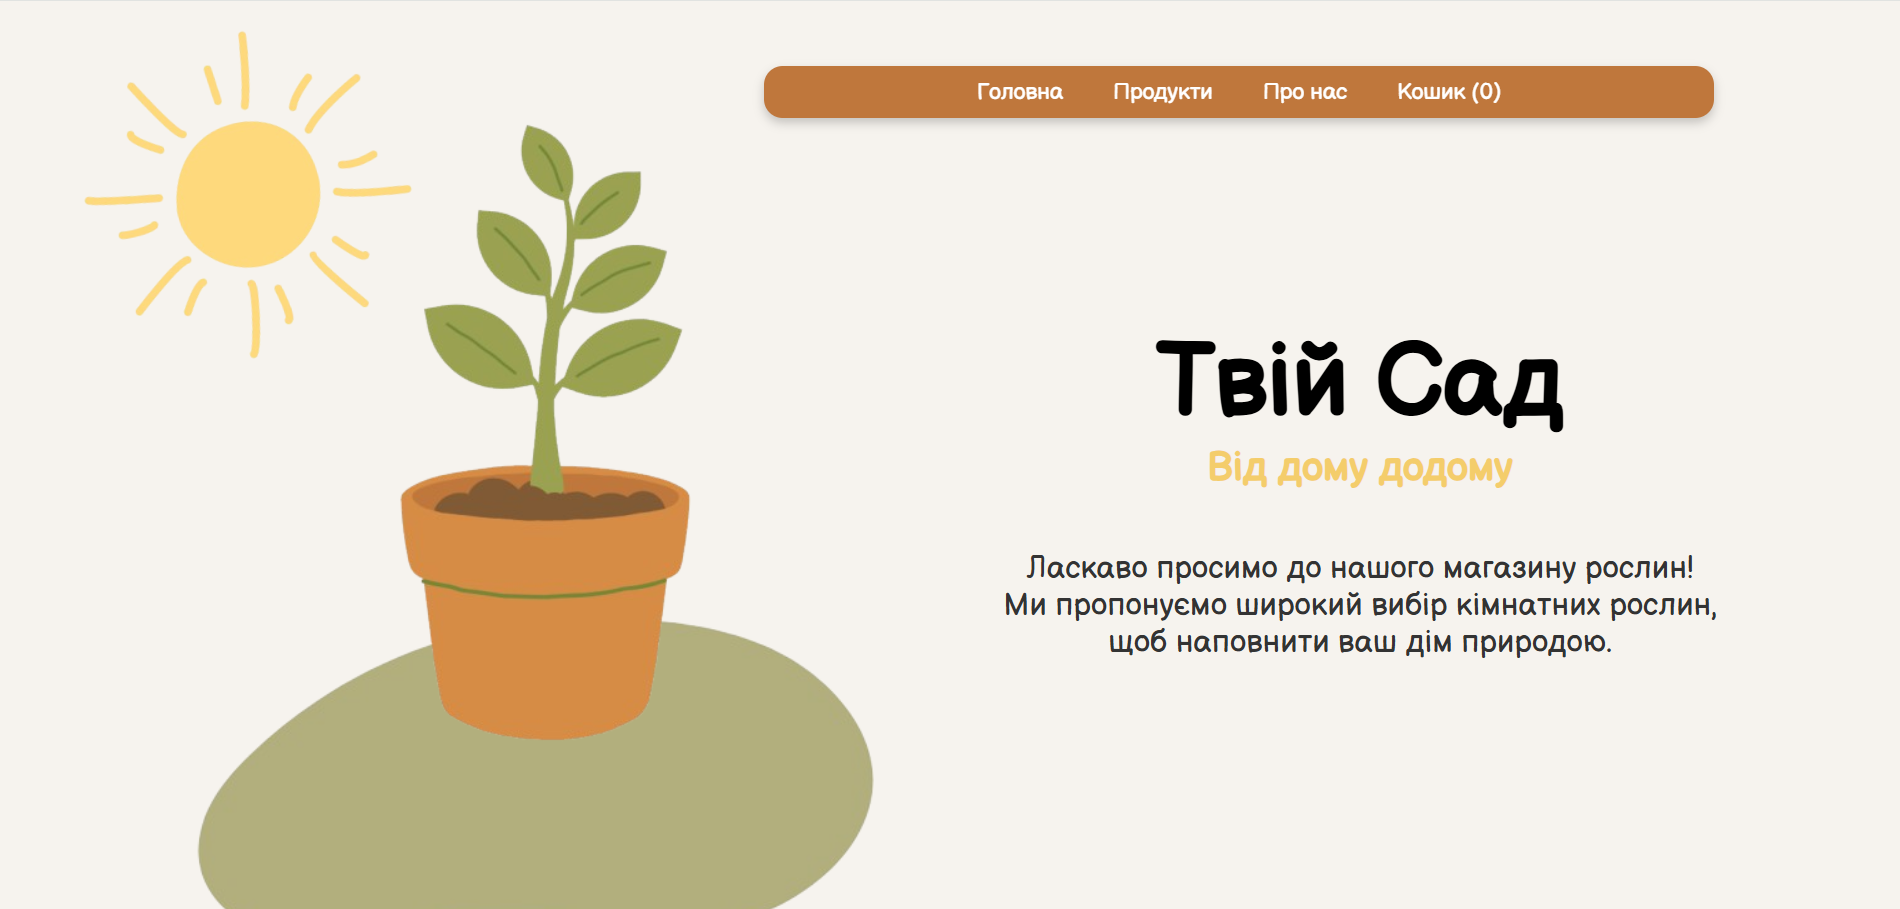 Головна Продукти Про нас Кошик (0)
Твій Сад
Від дому додому
Ласкаво просимо до нашого магазину рослин!
Ми пропонуємо широкий вибір кімнатних рослин,
щоб наповнити ваш дім природою.